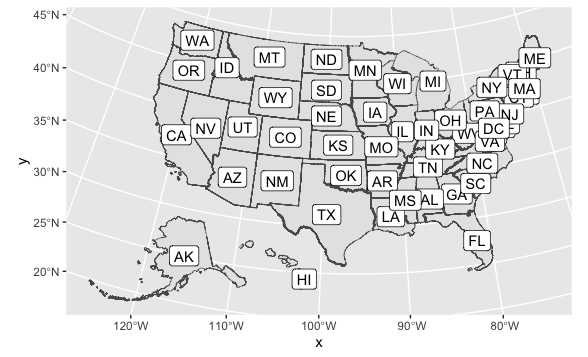 45°N
40°N
35°N
30°N
25°N
20°N
y
WA
OR
ID
MT
ND
MN
WI
MI
ME
VT
NY
MA
WY
SD
NE
IA
IL
IN
OH
PA
NJ
DC
WV
VA
CA
NV
UT
CO
KS
MO
KY
TN
NC
SC
AZ
NM
OK
AR
TX
LA
MS
AL
GA
FL
AK
HI
120°W
110°W
100°W
90°W
80°W
x